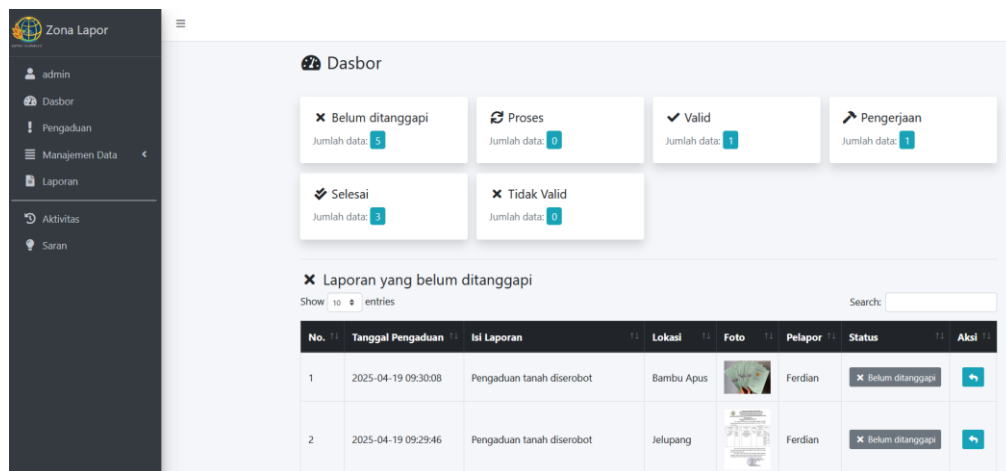 Zona Lapor
admin
Dasbor
Pengaduan
Manajemen Data
Laporan
Aktivitas
Saran
Dasbor
Belum ditanggapi
Jumlah data: 5
Proses
Jumlah data: 0
Valid
Jumlah data: 1
Pengerjaan
Jumlah data: 1
Selesai
Jumlah data: 3
Tidak Valid
Jumlah data: 0
Laporan yang belum ditanggapi
Show 10 entries
Search:
No. Tanggal Pengaduan Isi Laporan Lokasi Foto Pelapor Status Aksi
1 2025-04-19 09:30:08 Pengaduan tanah diserobot Bambu Apus Ferdian Belum ditanggapi
2 2025-04-19 09:29:46 Pengaduan tanah diserobot Jelupang Ferdian Belum ditanggapi